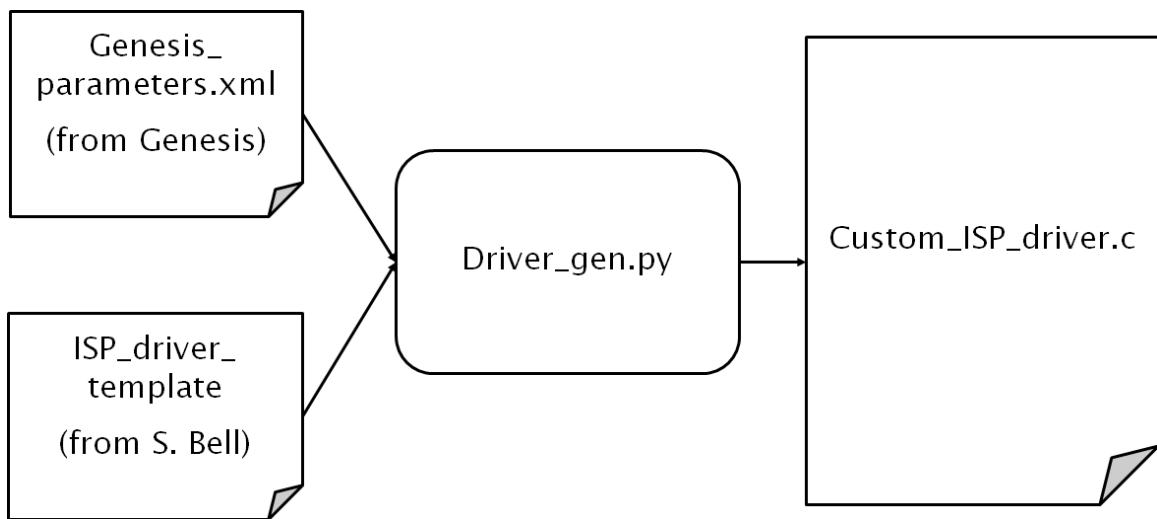 Genesis_
parameters.xml
(from Genesis)
ISP_driver_
template
(from S. Bell)
Driver_gen.py
Custom_ISP_driver.c